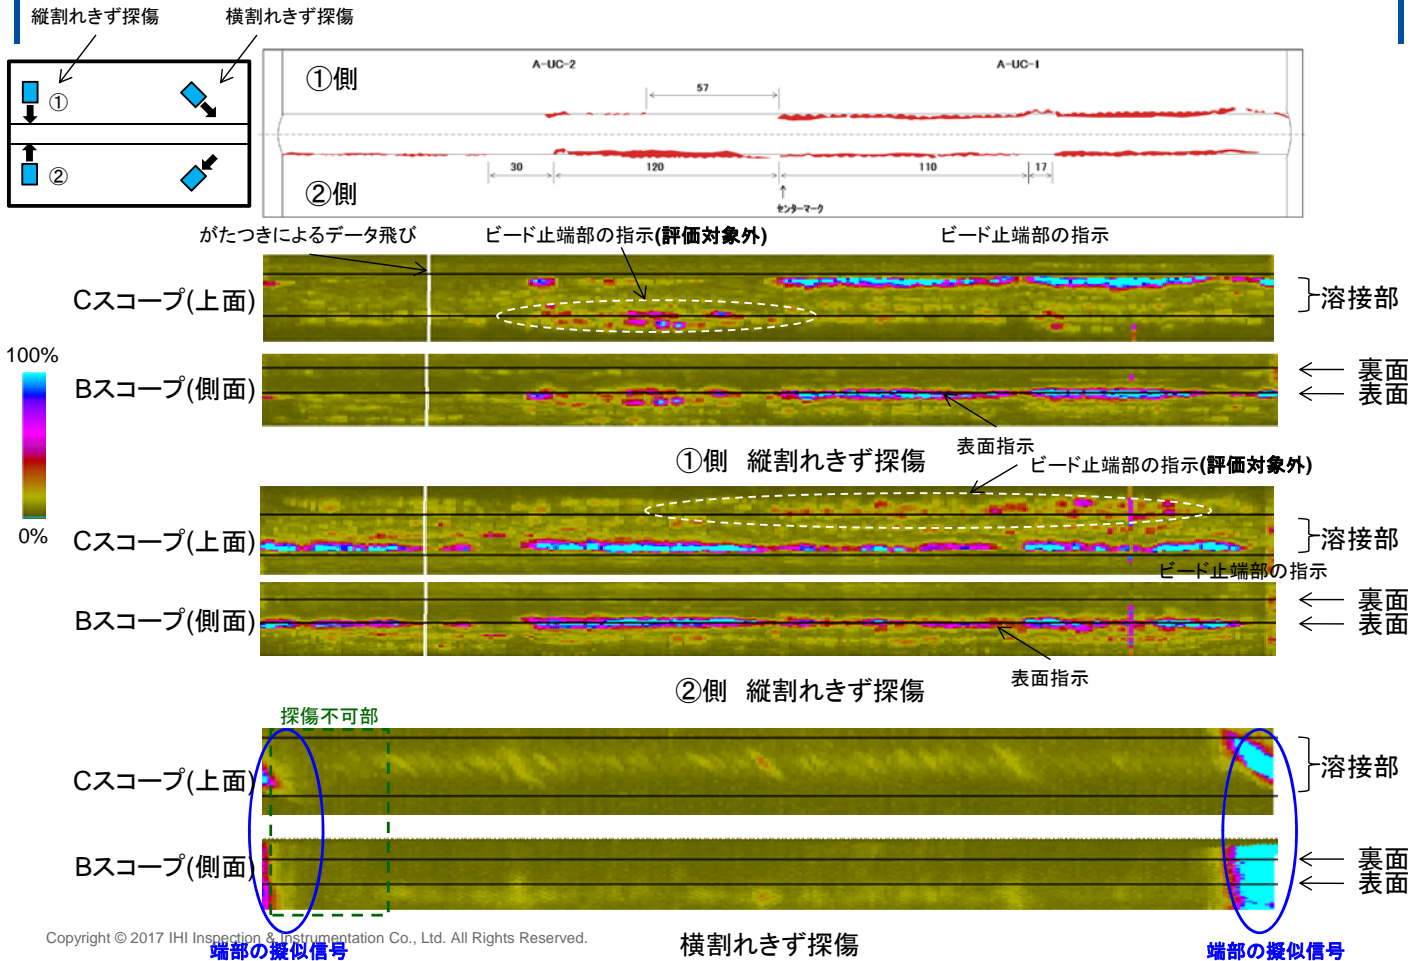 縦割れきず探傷
横割れきず探傷
①
②
①側
A-UC-2
A-UC-1
57
30
120
110
17
②側
センターマーク
がたつきによるデータ飛び
ビード止端部の指示(評価対象外)
ビード止端部の指示
Cスコープ(上面)
溶接部
100%
0%
Bスコープ(側面)
裏面
表面
表面指示
①側 縦割れきず探傷
ビード止端部の指示(評価対象外)
Cスコープ(上面)
溶接部
ビード止端部の指示
Bスコープ(側面)
裏面
表面
表面指示
②側 縦割れきず探傷
探傷不可部
Cスコープ(上面)
溶接部
Bスコープ(側面)
裏面
表面
Copyright © 2017 IHI Inspection & Instrumentation Co., Ltd. All Rights Reserved.
端部の擬似信号
横割れきず探傷
端部の擬似信号